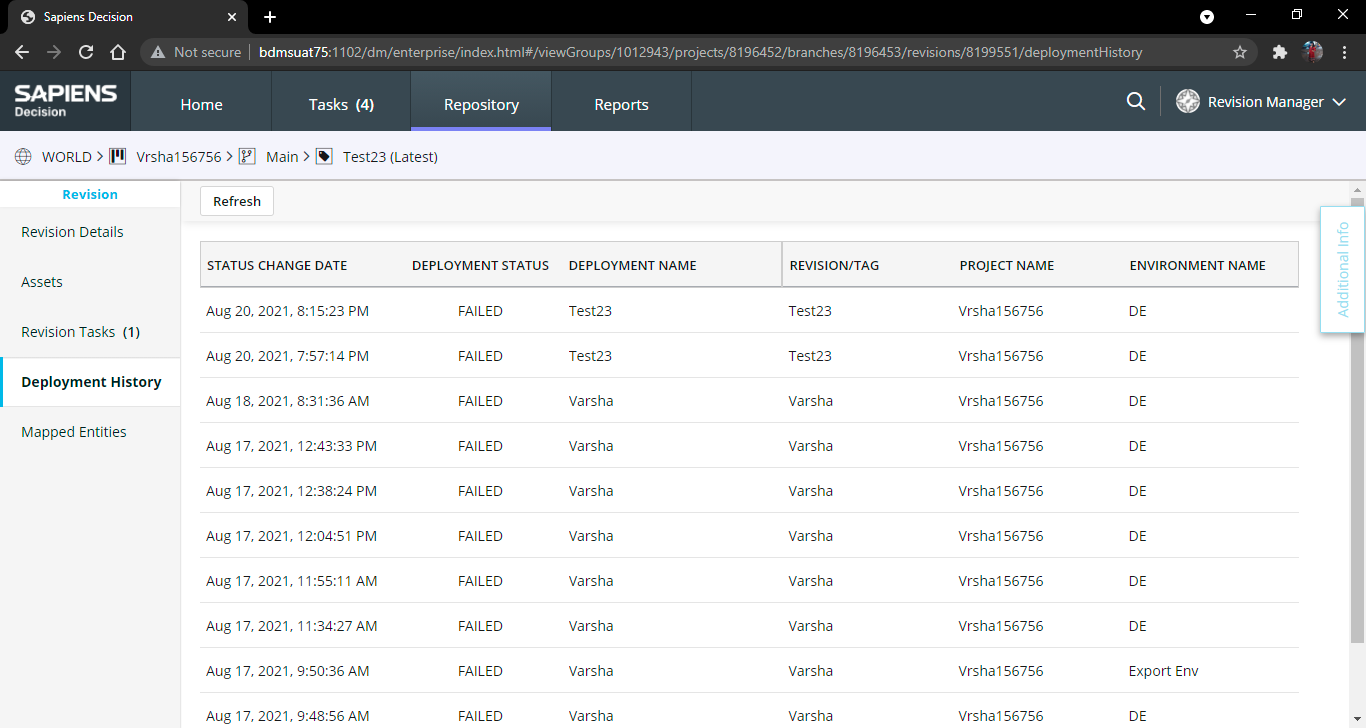 Sapiens Decision
Not secure bdmsuat75:1102/dm/enterprise/index.html#/viewGroups/1012943/projects/8196452/branches/8196453/revisions/8199551/deploymentHistory
SAPIENS
Decision
Home Tasks (4) Repository Reports Revision Manager
WORLD > Vrsha156756 > Main > Test23 (Latest)
Revision
Revision Details
Assets
Revision Tasks (1)
Deployment History
Mapped Entities
Refresh
STATUS CHANGE DATE DEPLOYMENT STATUS DEPLOYMENT NAME REVISION/TAG PROJECT NAME ENVIRONMENT NAME
Aug 20, 2021, 8:15:23 PM FAILED Test23 Test23 Vrsha156756 DE
Aug 20, 2021, 7:57:14 PM FAILED Test23 Test23 Vrsha156756 DE
Aug 18, 2021, 8:31:36 AM FAILED Varsha Varsha Vrsha156756 DE
Aug 17, 2021, 12:43:33 PM FAILED Varsha Varsha Vrsha156756 DE
Aug 17, 2021, 12:38:24 PM FAILED Varsha Varsha Vrsha156756 DE
Aug 17, 2021, 12:04:51 PM FAILED Varsha Varsha Vrsha156756 DE
Aug 17, 2021, 11:55:11 AM FAILED Varsha Varsha Vrsha156756 DE
Aug 17, 2021, 11:34:27 AM FAILED Varsha Varsha Vrsha156756 DE
Aug 17, 2021, 9:50:36 AM FAILED Varsha Varsha Vrsha156756 Export Env
Aug 17, 2021, 9:48:56 AM FAILED Varsha Varsha Vrsha156756 DE
Additional Info